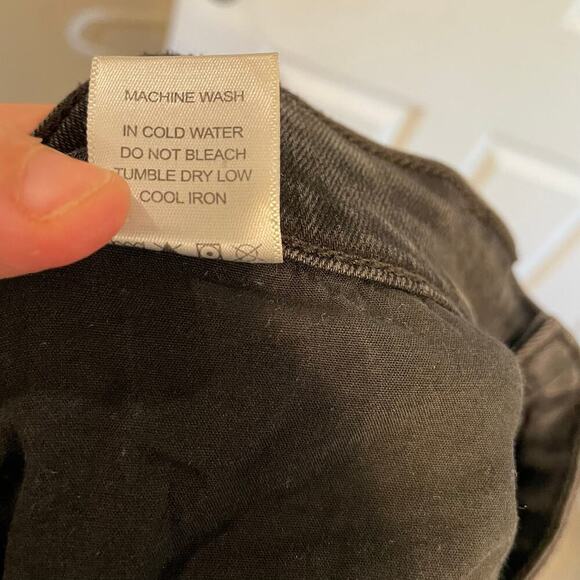 MACHINE WASH
IN COLD WATER
DO NOT BLEACH
TUMBLE DRY LOW
COOL IRON